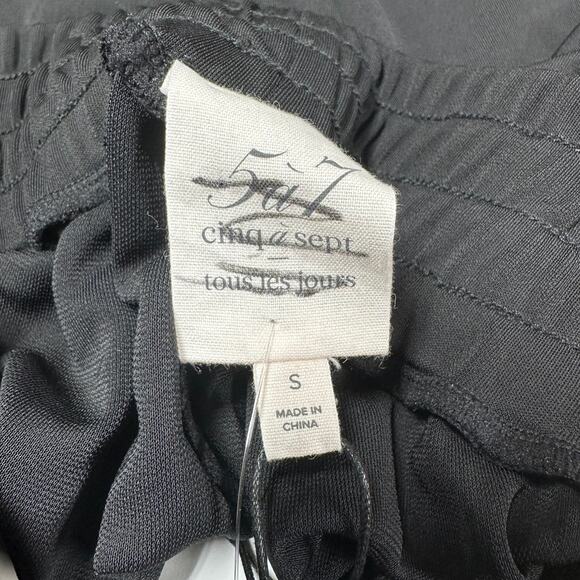 5à7
cinq à sept
tous les jours
S
MADE IN
CHINA